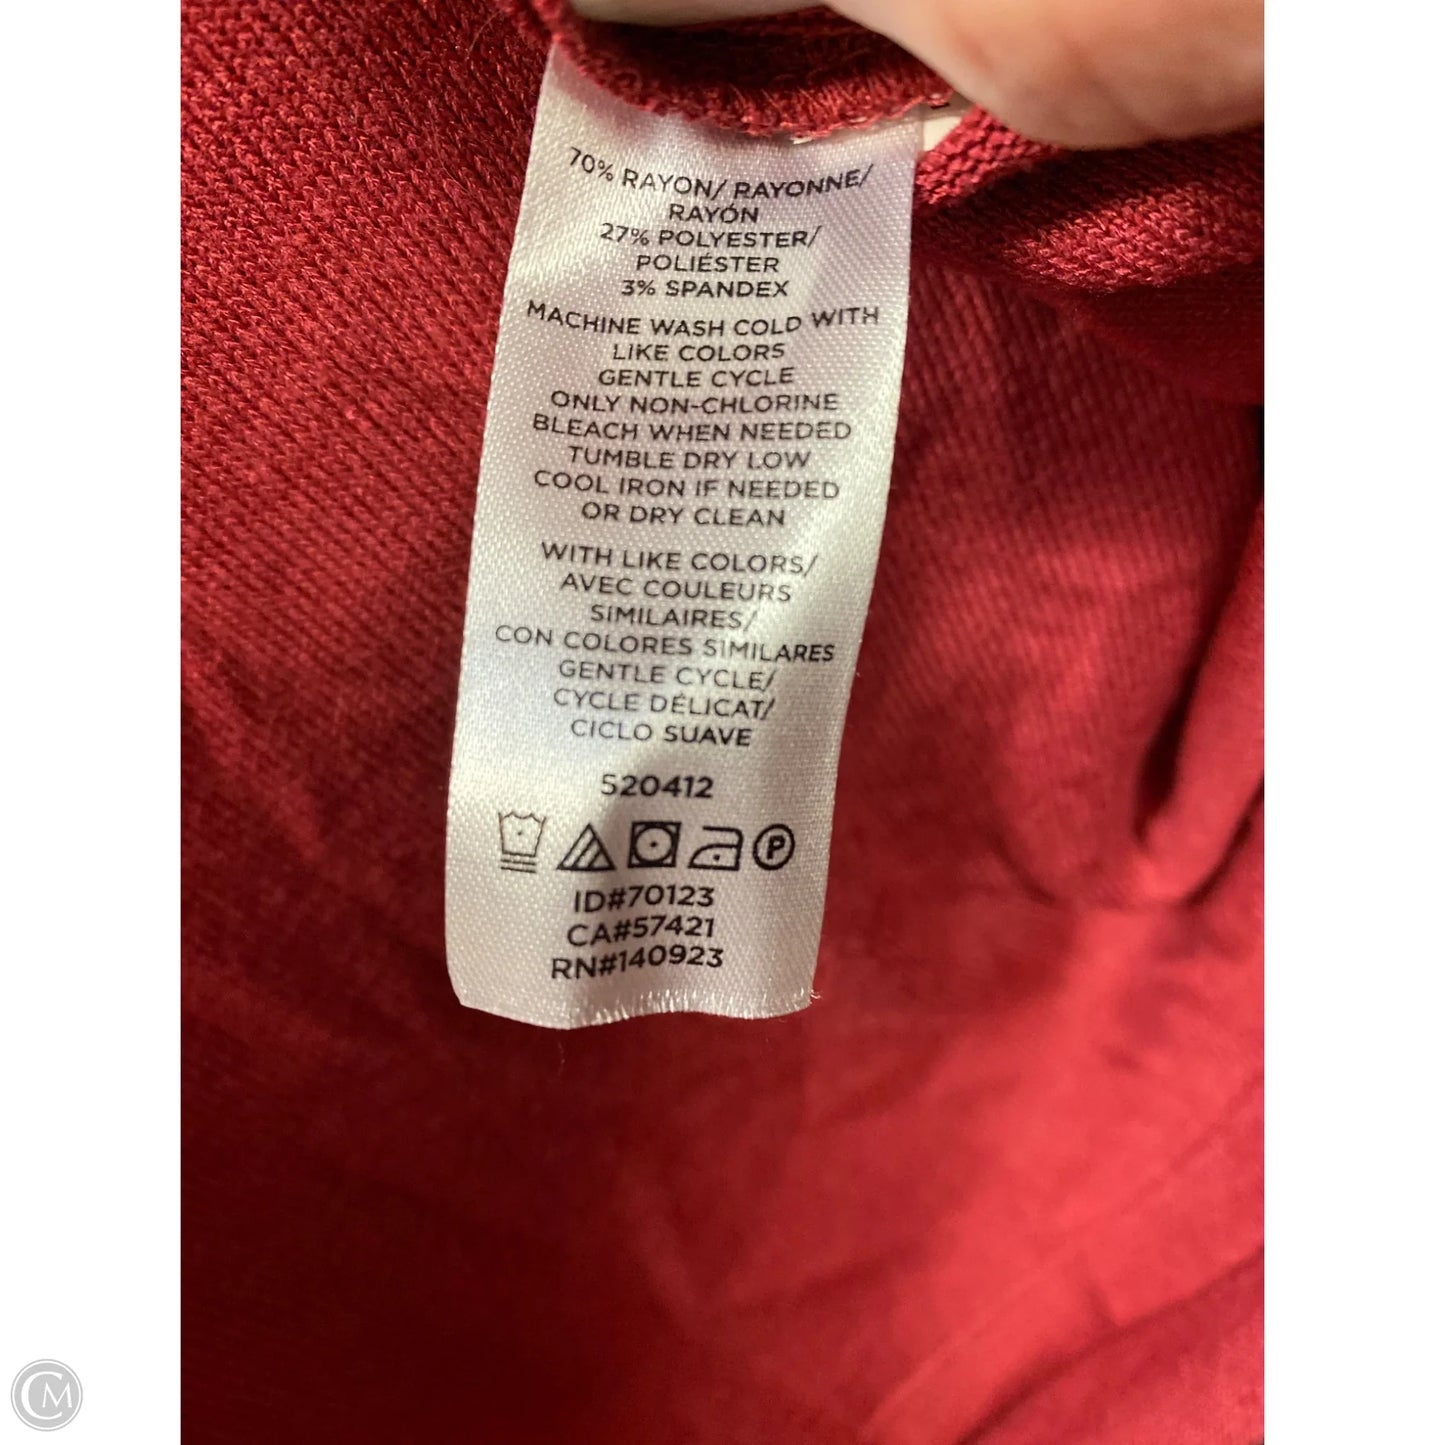 70% RAYON/ RAYONNE/
RAYÓN
27% POLYESTER/
POLIÉSTER
3% SPANDEX
MACHINE WASH COLD WITH
LIKE COLORS
GENTLE CYCLE
ONLY NON-CHLORINE
BLEACH WHEN NEEDED
TUMBLE DRY LOW
COOL IRON IF NEEDED
OR DRY CLEAN
WITH LIKE COLORS/
AVEC COULEURS
SIMILAIRES/
CON COLORES SIMILARES
GENTLE CYCLE/
CYCLE DÉLICAT/
CICLO SUAVE
520412
P
ID#70123
CA#57421
RN#140923
CM